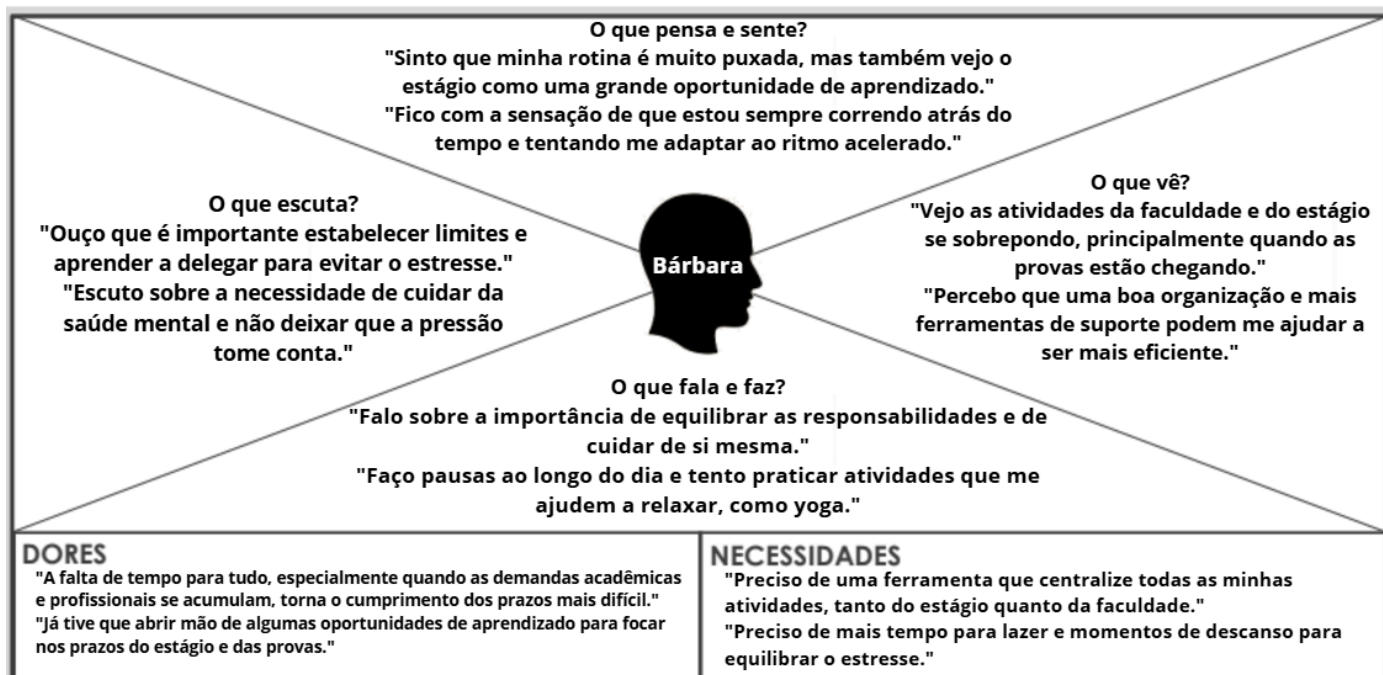 O que pensa e sente?
"Sinto que minha rotina é muito puxada, mas também vejo o
estágio como uma grande oportunidade de aprendizado."
"Fico com a sensação de que estou sempre correndo atrás do
tempo e tentando me adaptar ao ritmo acelerado."
O que escuta?
"Ouço que é importante estabelecer limites e
aprender a delegar para evitar o estresse."
"Escuto sobre a necessidade de cuidar da
saúde mental e não deixar que a pressão
tome conta."
Bárbara
O que vê?
"Vejo as atividades da faculdade e do estágio
se sobrepondo, principalmente quando as
provas estão chegando."
"Percebo que uma boa organização e mais
ferramentas de suporte podem me ajudar a
ser mais eficiente."
O que fala e faz?
"Falo sobre a importância de equilibrar as responsabilidades e de
cuidar de si mesma."
"Faço pausas ao longo do dia e tento praticar atividades que me
ajudem a relaxar, como yoga."
DORES
"A falta de tempo para tudo, especialmente quando as demandas acadêmicas
e profissionais se acumulam, torna o cumprimento dos prazos mais difícil."
"Já tive que abrir mão de algumas oportunidades de aprendizado para focar
nos prazos do estágio e das provas."
NECESSIDADES
"Preciso de uma ferramenta que centralize todas as minhas
atividades, tanto do estágio quanto da faculdade."
"Preciso de mais tempo para lazer e momentos de descanso para
equilibrar o estresse."